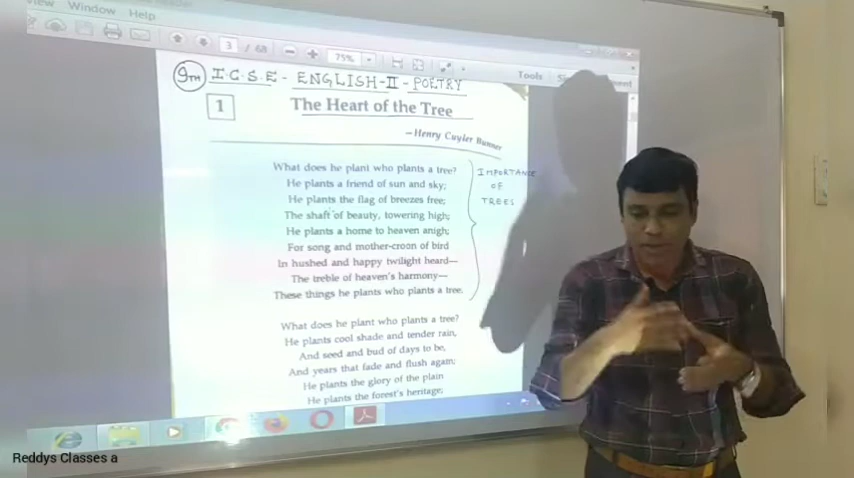 View Window Help
3 / 68 75% Tools
9TH I.C.S.E - ENGLISH-II - POETRY
1 The Heart of the Tree
–Henry Cuyler Bunner
What does he plant who plants a tree?
He plants a friend of sun and sky;
He plants the flag of breezes free;
The shaft of beauty, towering high;
He plants a home to heaven anigh;
For song and mother-croon of bird
In hushed and happy twilight heard—
The treble of heaven's harmony—
These things he plants who plants a tree.
IMPORTANCE
OF
TREES
What does he plant who plants a tree?
He plants cool shade and tender rain,
And seed and bud of days to be,
And years that fade and flush again;
He plants the glory of the plain
He plants the forest's heritage;
Reddys Classes a